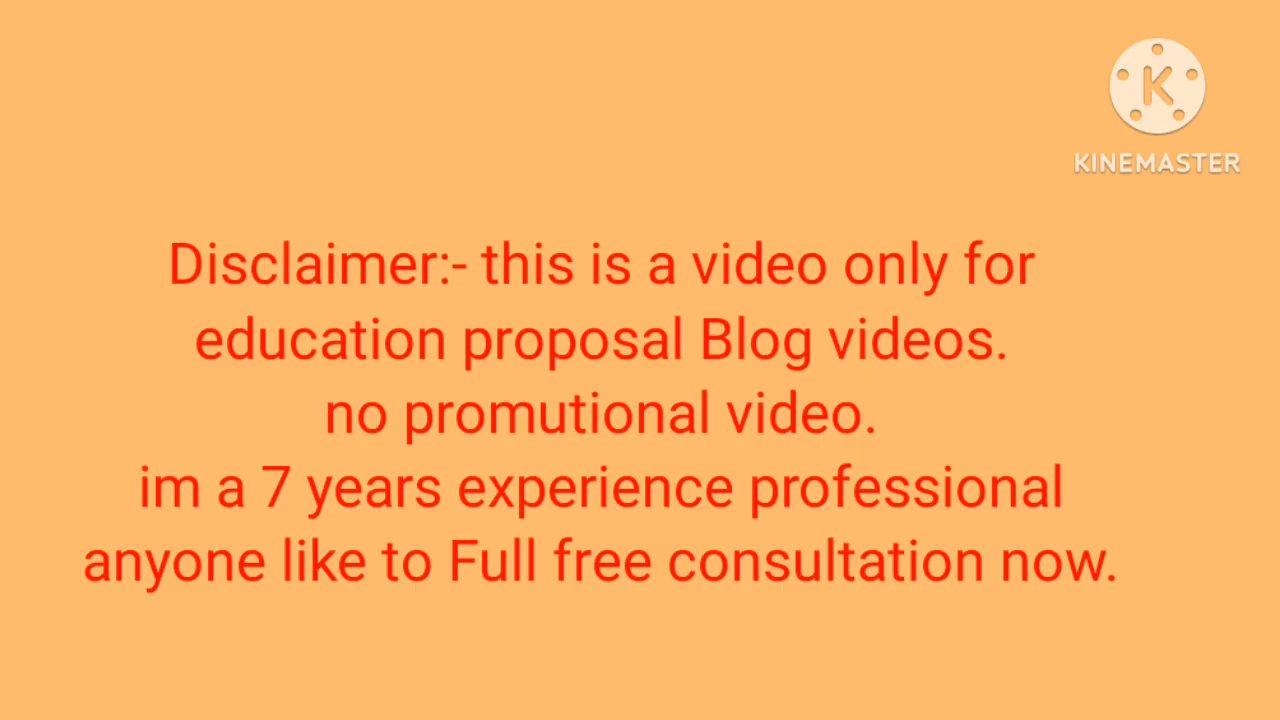 K
KINEMASTER
Disclaimer:- this is a video only for
education proposal Blog videos.
no promutional video.
im a 7 years experience professional
anyone like to Full free consultation now.